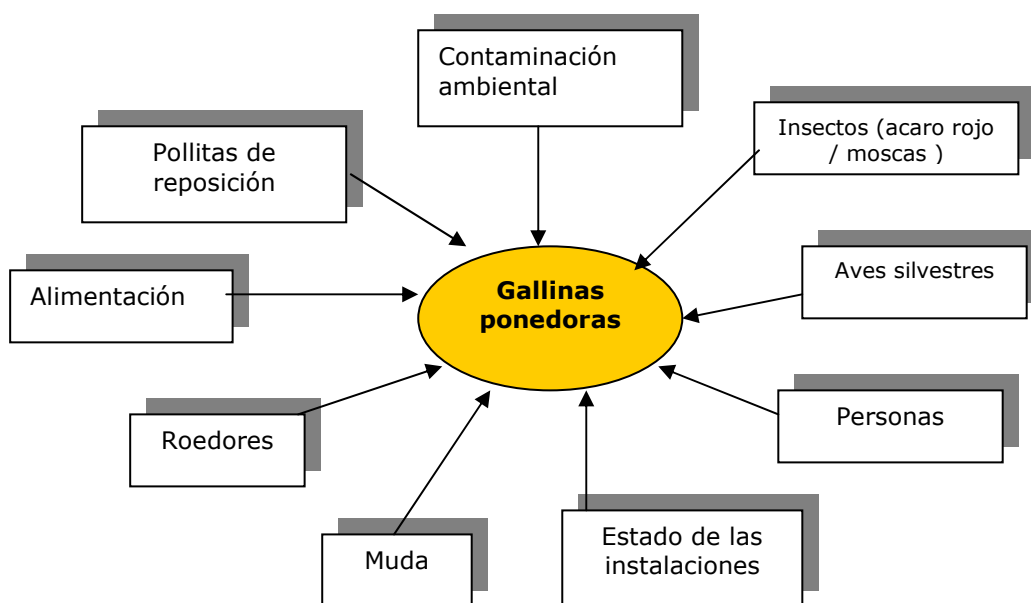 Contaminación
ambiental
Insectos (acaro rojo
/ moscas )
Pollitas de
reposición
Aves silvestres
Alimentación
Gallinas
ponedoras
Personas
Roedores
Estado de las
instalaciones
Muda